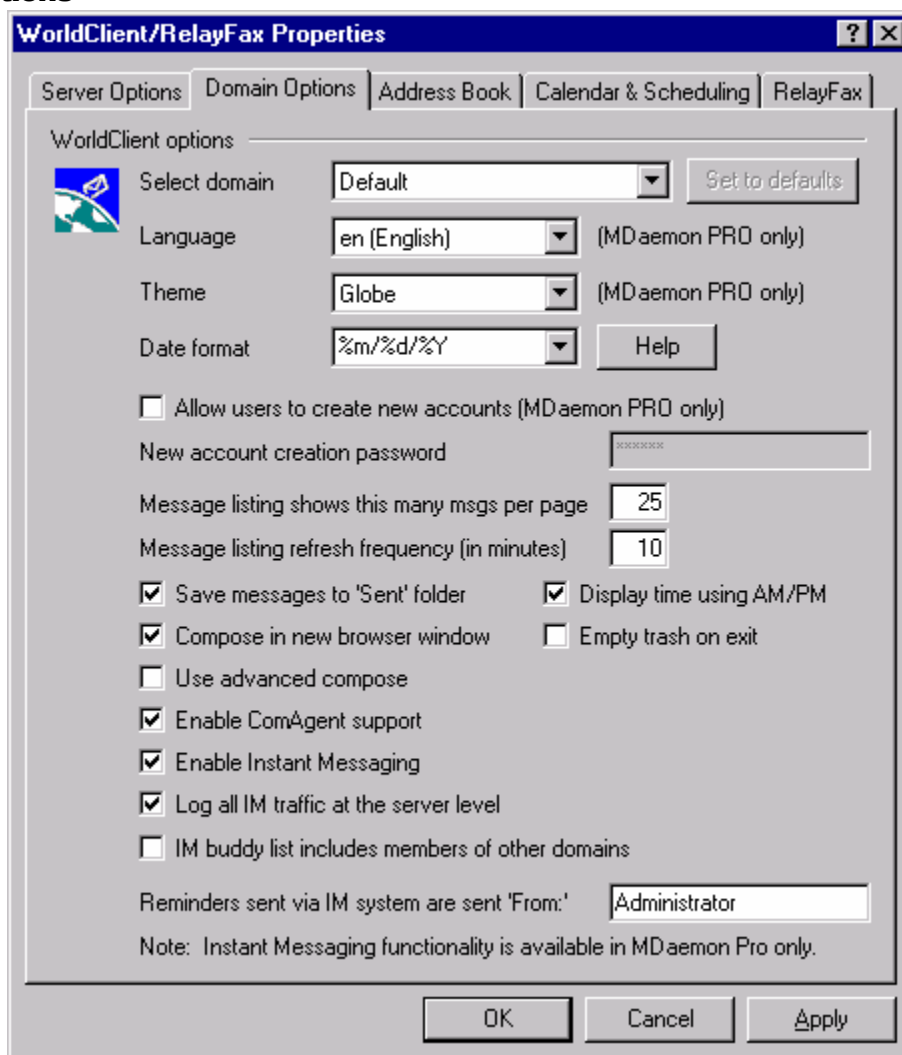 WorldClient/RelayFax Properties
Server Options Domain Options Address Book Calendar & Scheduling RelayFax
WorldClient options
Select domain Default Set to defaults
Language en (English) (MDaemon PRO only)
Theme Globe (MDaemon PRO only)
Date format %m/%d/%Y Help
Allow users to create new accounts (MDaemon PRO only)
New account creation password ******
Message listing shows this many msgs per page 25
Message listing refresh frequency (in minutes) 10
Save messages to 'Sent' folder Display time using AM/PM
Compose in new browser window Empty trash on exit
Use advanced compose
Enable ComAgent support
Enable Instant Messaging
Log all IM traffic at the server level
IM buddy list includes members of other domains
Reminders sent via IM system are sent 'From:' Administrator
Note: Instant Messaging functionality is available in MDaemon Pro only.
OK Cancel Apply